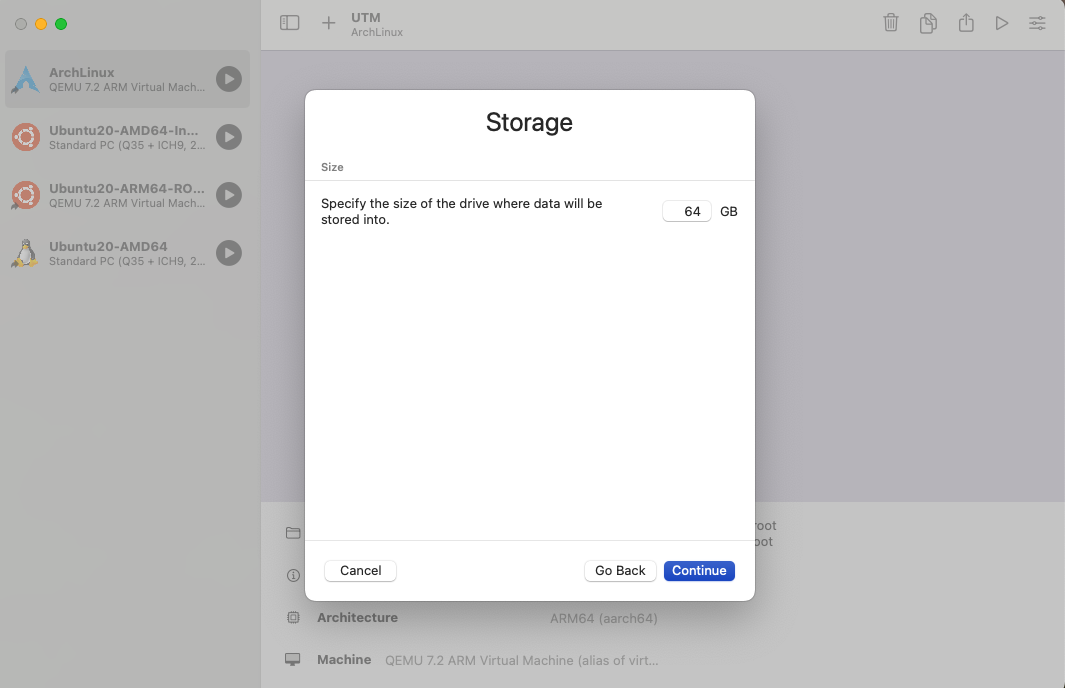 UTM
ArchLinux
ArchLinux
QEMU 7.2 ARM Virtual Mach...
Ubuntu20-AMD64-In...
Standard PC (Q35 + ICH9, 2...
Ubuntu20-ARM64-RO...
QEMU 7.2 ARM Virtual Mach...
Ubuntu20-AMD64
Standard PC (Q35 + ICH9, 2...
Storage
Size
Specify the size of the drive where data will be
stored into.
64 GB
Cancel
Go Back
Continue
Architecture
ARM64 (aarch64)
Machine
QEMU 7.2 ARM Virtual Machine (alias of virt...